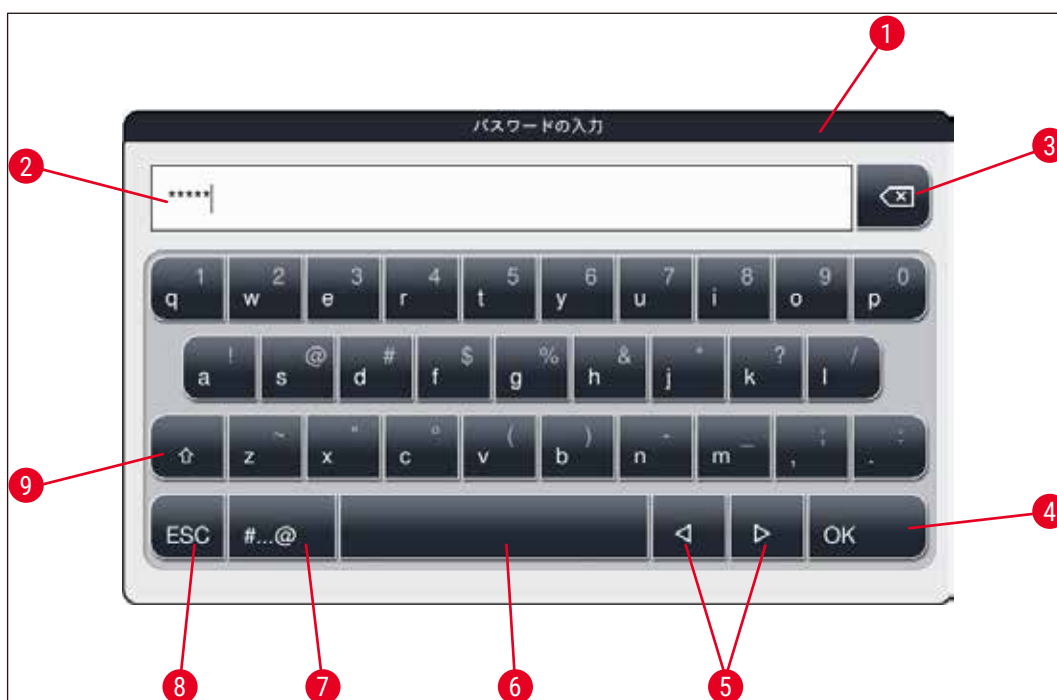 1
パスワードの入力
2
*****
3
1 2 3 4 5 6 7 8 9 0
q w e r t y u i o p
! @ # $ % & * ? /
a s d f g h j k l
~ " ° ( ) - _ ; :
z x c v b n m , .
9
ESC #...@ OK
4
8 7 6 5